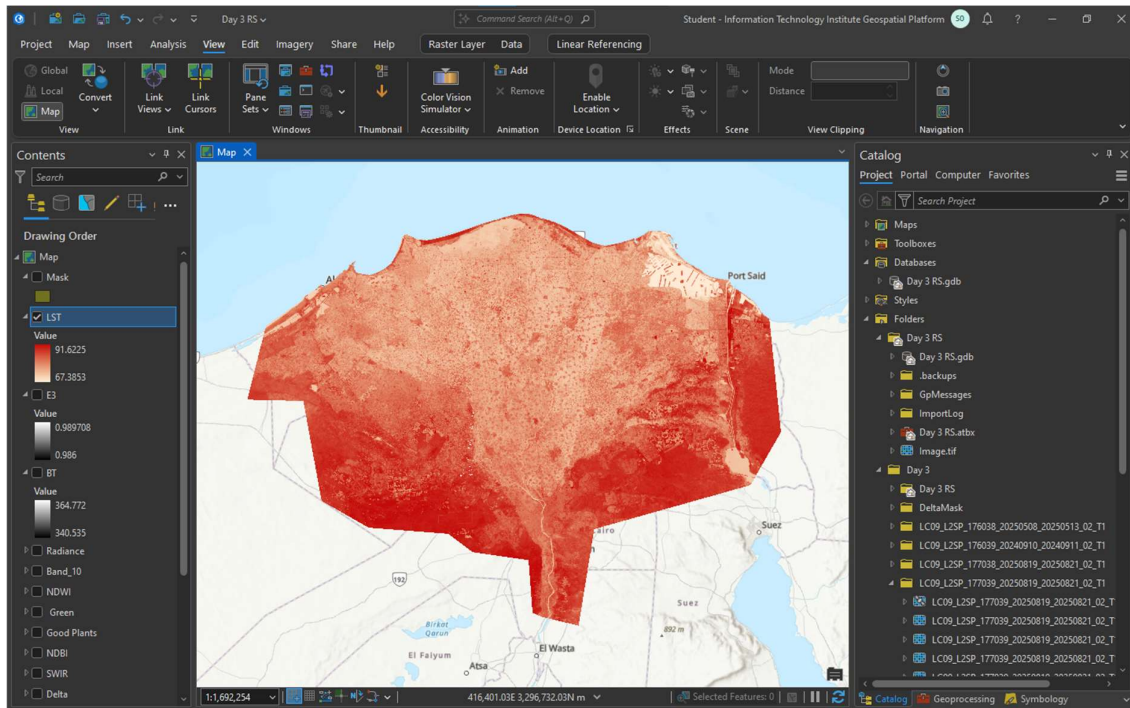 Day 3 RS
Command Search (Alt+Q)
Student - Information Technology Institute Geospatial Platform
SO
?
Project Map Insert Analysis View Edit Imagery Share Help Raster Layer Data Linear Referencing
Global
Local
Map
Convert
View
Link Views
Link Cursors
Link
Pane Sets
Windows
Thumbnail
Color Vision Simulator
Accessibility
Add
Remove
Animation
Enable Location
Device Location
Effects
Scene
Mode
Distance
View Clipping
Navigation
Contents
Search
Drawing Order
Map
Mask
LST
Value
91.6225
67.3853
E3
Value
0.989708
0.986
BT
Value
364.772
340.535
Radiance
Band_10
NDWI
Green
Good Plants
NDBI
SWIR
Delta
Map
Al
Port Said
Cairo
Suez
192
Suez
892 m
Birkat Qarun
El Faiyum
El Wasta
Atsa
1:1,692,254
416,401.03E 3,296,732.03N m
Selected Features: 0
Catalog
Project Portal Computer Favorites
Search Project
Maps
Toolboxes
Databases
Day 3 RS.gdb
Styles
Folders
Day 3 RS
Day 3 RS.gdb
.backups
GpMessages
ImportLog
Day 3 RS.atbx
Image.tif
Day 3
Day 3 RS
DeltaMask
LC09_L2SP_176038_20250508_20250513_02_T1
LC09_L2SP_176039_20240910_20240911_02_T1
LC09_L2SP_177038_20250819_20250821_02_T1
LC09_L2SP_177039_20250819_20250821_02_T1
LC09_L2SP_177039_20250819_20250821_02_T
LC09_L2SP_177039_20250819_20250821_02_T
LC09_L2SP_177039_20250819_20250821_02_T
LC09_L2SP_177039_20250819_20250821_02_T
Catalog Geoprocessing Symbology